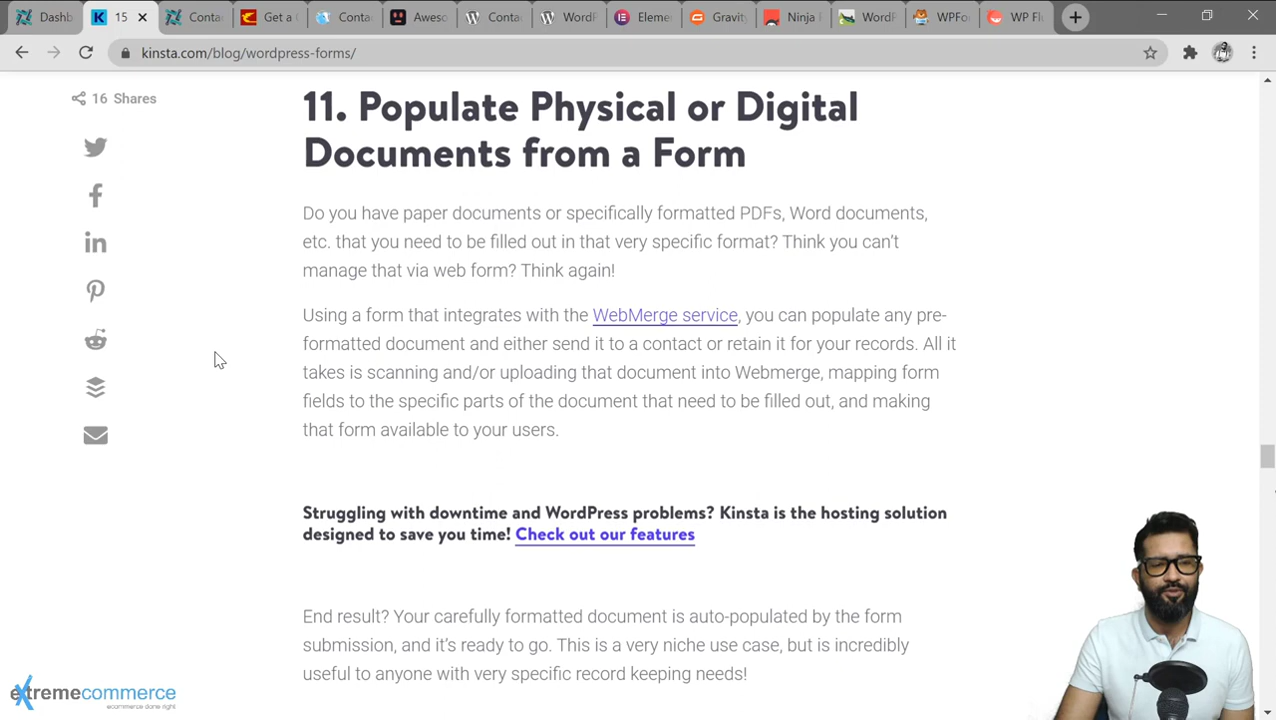 Dashb
15
Contac
Get a f
Contac
Aweso
Contac
WordP
Eleme
Gravity
Ninja F
WordP
WPFo
WP Flu
kinsta.com/blog/wordpress-forms/
16 Shares
11. Populate Physical or Digital
Documents from a Form
Do you have paper documents or specifically formatted PDFs, Word documents,
etc. that you need to be filled out in that very specific format? Think you can't
manage that via web form? Think again!
Using a form that integrates with the WebMerge service, you can populate any pre-
formatted document and either send it to a contact or retain it for your records. All it
takes is scanning and/or uploading that document into Webmerge, mapping form
fields to the specific parts of the document that need to be filled out, and making
that form available to your users.
Struggling with downtime and WordPress problems? Kinsta is the hosting solution
designed to save you time! Check out our features
End result? Your carefully formatted document is auto-populated by the form
submission, and it's ready to go. This is a very niche use case, but is incredibly
useful to anyone with very specific record keeping needs!
extremecommerce
ecommerce done right